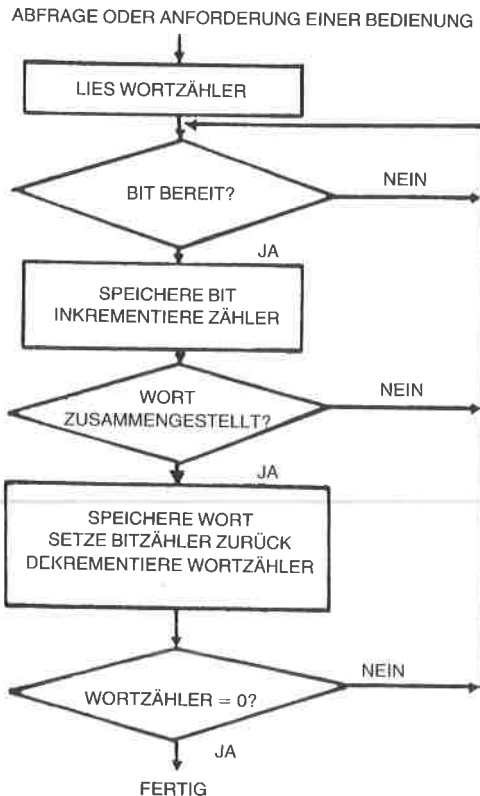 ABFRAGE ODER ANFORDERUNG EINER BEDIENUNG
LIES WORTZÄHLER
BIT BEREIT?
NEIN
JA
SPEICHERE BIT
INKREMENTIERE ZÄHLER
WORT
ZUSAMMENGESTELLT?
NEIN
JA
SPEICHERE WORT
SETZE BITZÄHLER ZURÜCK
DEKREMENTIERE WORTZÄHLER
WORTZÄHLER = 0?
NEIN
JA
FERTIG